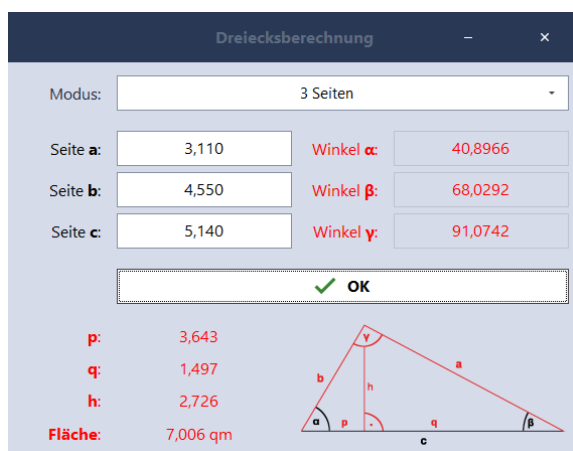 Dreiecksberechnung
Modus: 3 Seiten
Seite a: 3,110 Winkel α: 40,8966
Seite b: 4,550 Winkel β: 68,0292
Seite c: 5,140 Winkel γ: 91,0742
OK
p: 3,643
q: 1,497
h: 2,726
Fläche: 7,006 qm
γ
b a
h
α p q β
c